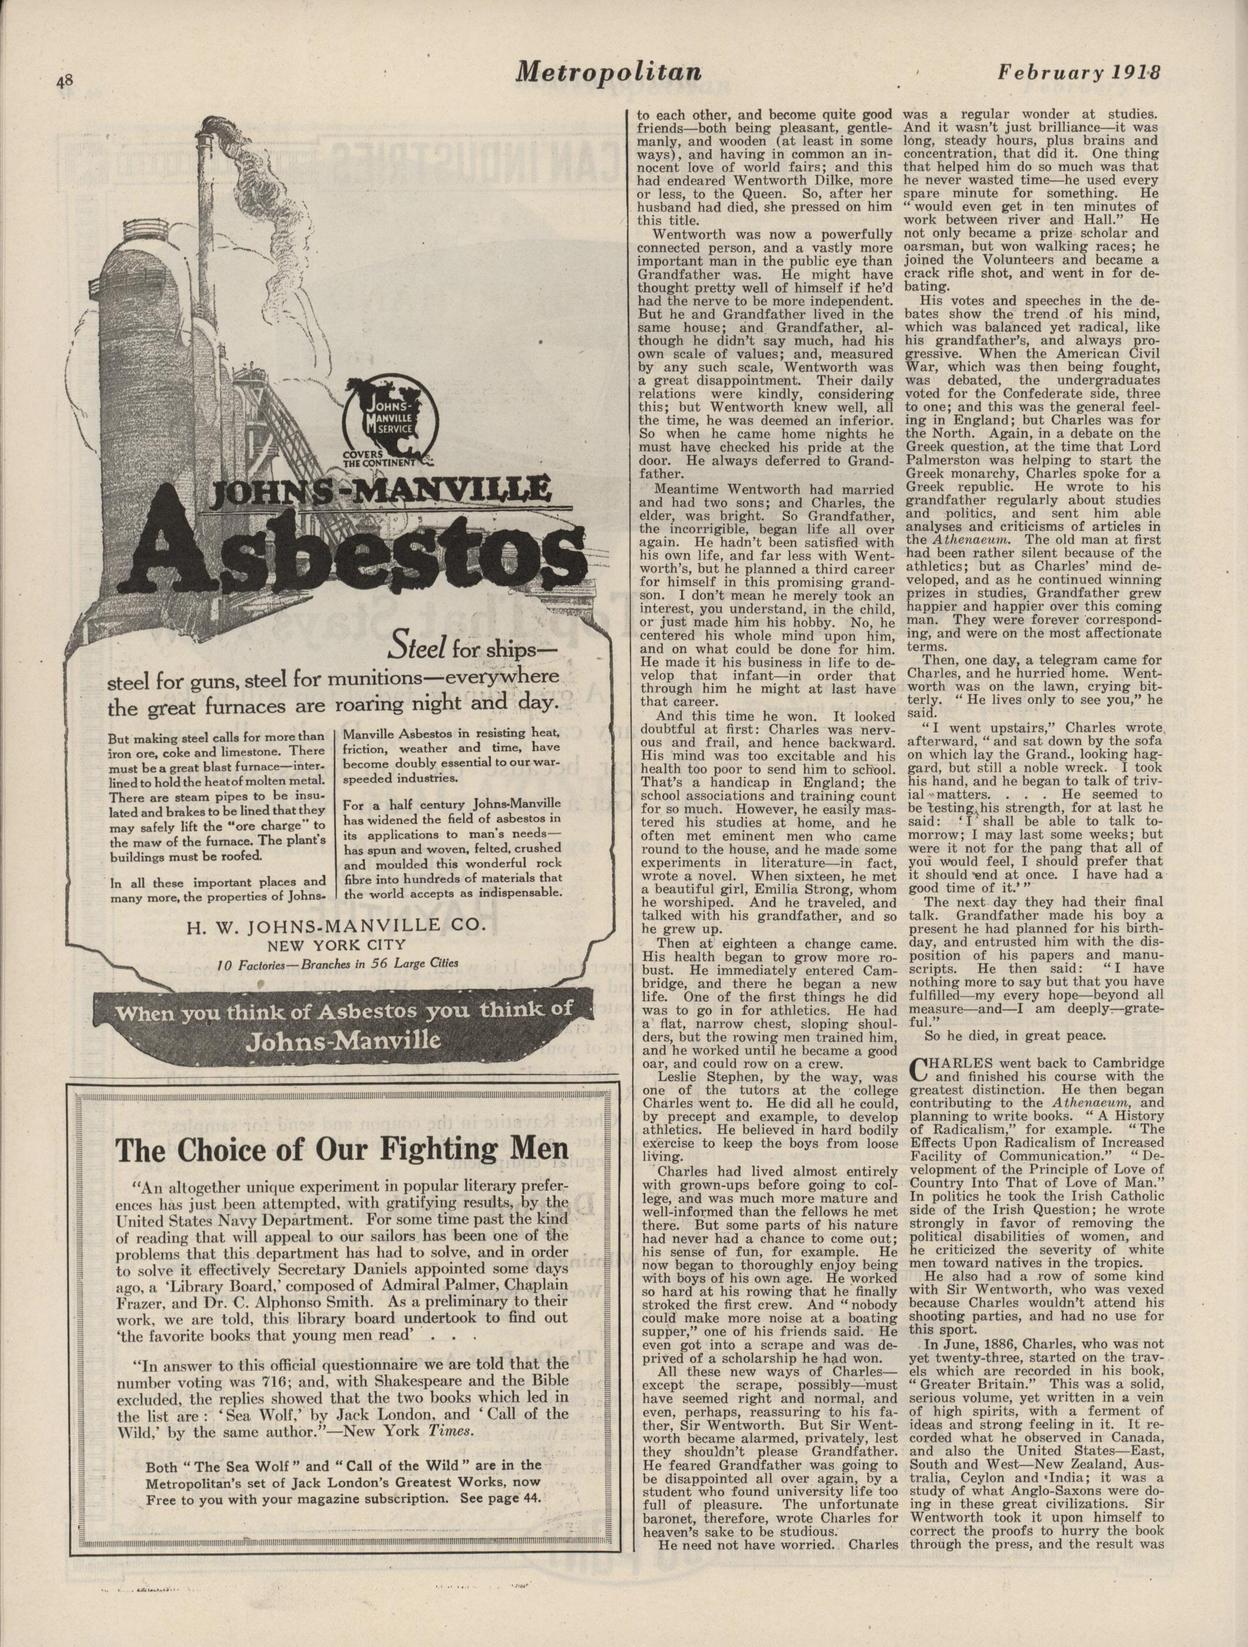 48
Metropolitan
February 1918
JOHNS-
MANVILLE
SERVICE
COVERS
THE CONTINENT
JOHNS-MANVILLE
Asbestos
Steel for ships—
steel for guns, steel for munitions—everywhere
the great furnaces are roaring night and day.
But making steel calls for more than
iron ore, coke and limestone. There
must be a great blast furnace—inter-
lined to hold the heat of molten metal.
There are steam pipes to be insu-
lated and brakes to be lined that they
may safely lift the "ore charge" to
the maw of the furnace. The plant's
buildings must be roofed.
In all these important places and
many more, the properties of Johns-
Manville Asbestos in resisting heat,
friction, weather and time, have
become doubly essential to our war-
speeded industries.
For a half century Johns-Manville
has widened the field of asbestos in
its applications to man's needs—
has spun and woven, felted, crushed
and moulded this wonderful rock
fibre into hundreds of materials that
the world accepts as indispensable.
H. W. JOHNS-MANVILLE CO.
NEW YORK CITY
10 Factories—Branches in 56 Large Cities
When you think of Asbestos you think of
Johns-Manville
The Choice of Our Fighting Men
"An altogether unique experiment in popular literary prefer-
ences has just been attempted, with gratifying results, by the
United States Navy Department. For some time past the kind
of reading that will appeal to our sailors has been one of the
problems that this department has had to solve, and in order
to solve it effectively Secretary Daniels appointed some days
ago, a 'Library Board,' composed of Admiral Palmer, Chaplain
Frazer, and Dr. C. Alphonso Smith. As a preliminary to their
work, we are told, this library board undertook to find out
'the favorite books that young men read' . . .
"In answer to this official questionnaire we are told that the
number voting was 716; and, with Shakespeare and the Bible
excluded, the replies showed that the two books which led in
the list are: 'Sea Wolf,' by Jack London, and 'Call of the
Wild,' by the same author."—New York Times.
Both "The Sea Wolf" and "Call of the Wild" are in the
Metropolitan's set of Jack London's Greatest Works, now
Free to you with your magazine subscription. See page 44.
to each other, and become quite good
friends—both being pleasant, gentle-
manly, and wooden (at least in some
ways), and having in common an in-
nocent love of world fairs; and this
had endeared Wentworth Dilke, more
or less, to the Queen. So, after her
husband had died, she pressed on him
this title.
Wentworth was now a powerfully
connected person, and a vastly more
important man in the public eye than
Grandfather was. He might have
thought pretty well of himself if he'd
had the nerve to be more independent.
But he and Grandfather lived in the
same house; and Grandfather, al-
though he didn't say much, had his
own scale of values; and, measured
by any such scale, Wentworth was
a great disappointment. Their daily
relations were kindly, considering
this; but Wentworth knew well, all
the time, he was deemed an inferior.
So when he came home nights he
must have checked his pride at the
door. He always deferred to Grand-
father.
Meantime Wentworth had married
and had two sons; and Charles, the
elder, was bright. So Grandfather,
the incorrigible, began life all over
again. He hadn't been satisfied with
his own life, and far less with Went-
worth's, but he planned a third career
for himself in this promising grand-
son. I don't mean he merely took an
interest, you understand, in the child,
or just made him his hobby. No, he
centered his whole mind upon him,
and on what could be done for him.
He made it his business in life to de-
velop that infant—in order that
through him he might at last have
that career.
And this time he won. It looked
doubtful at first: Charles was nerv-
ous and frail, and hence backward.
His mind was too excitable and his
health too poor to send him to school.
That's a handicap in England; the
school associations and training count
for so much. However, he easily mas-
tered his studies at home, and he
often met eminent men who came
round to the house, and he made some
experiments in literature—in fact,
wrote a novel. When sixteen, he met
a beautiful girl, Emilia Strong, whom
he worshiped. And he traveled, and
talked with his grandfather, and so
he grew up.
Then at eighteen a change came.
His health began to grow more ro-
bust. He immediately entered Cam-
bridge, and there he began a new
life. One of the first things he did
was to go in for athletics. He had
a flat, narrow chest, sloping shoul-
ders, but the rowing men trained him,
and he worked until he became a good
oar, and could row on a crew.
Leslie Stephen, by the way, was
one of the tutors at the college
Charles went to. He did all he could,
by precept and example, to develop
athletics. He believed in hard bodily
exercise to keep the boys from loose
living.
Charles had lived almost entirely
with grown-ups before going to col-
lege, and was much more mature and
well-informed than the fellows he met
there. But some parts of his nature
had never had a chance to come out;
his sense of fun, for example. He
now began to thoroughly enjoy being
with boys of his own age. He worked
so hard at his rowing that he finally
stroked the first crew. And "nobody
could make more noise at a boating
supper," one of his friends said. He
even got into a scrape and was de-
prived of a scholarship he had won.
All these new ways of Charles—
except the scrape, possibly—must
have seemed right and normal, and
even, perhaps, reassuring to his fa-
ther, Sir Wentworth. But Sir Went-
worth became alarmed, privately, lest
they shouldn't please Grandfather.
He feared Grandfather was going to
be disappointed all over again, by a
student who found university life too
full of pleasure. The unfortunate
baronet, therefore, wrote Charles for
heaven's sake to be studious.
He need not have worried. Charles
was a regular wonder at studies.
And it wasn't just brilliance—it was
long, steady hours, plus brains and
concentration, that did it. One thing
that helped him do so much was that
he never wasted time—he used every
spare minute for something. He
"would even get in ten minutes of
work between river and Hall." He
not only became a prize scholar and
oarsman, but won walking races; he
joined the Volunteers and became a
crack rifle shot, and went in for de-
bating.
His votes and speeches in the de-
bates show the trend of his mind,
which was balanced yet radical, like
his grandfather's, and always pro-
gressive. When the American Civil
War, which was then being fought,
was debated, the undergraduates
voted for the Confederate side, three
to one; and this was the general feel-
ing in England; but Charles was for
the North. Again, in a debate on the
Greek question, at the time that Lord
Palmerston was helping to start the
Greek monarchy, Charles spoke for a
Greek republic. He wrote to his
grandfather regularly about studies
and politics, and sent him able
analyses and criticisms of articles in
the Athenaeum. The old man at first
had been rather silent because of the
athletics; but as Charles' mind de-
veloped, and as he continued winning
prizes in studies, Grandfather grew
happier and happier over this coming
man. They were forever correspond-
ing, and were on the most affectionate
terms.
Then, one day, a telegram came for
Charles, and he hurried home. Went-
worth was on the lawn, crying bit-
terly. "He lives only to see you," he
said.
"I went upstairs," Charles wrote
afterward, "and sat down by the sofa
on which lay the Grand., looking hag-
gard, but still a noble wreck. I took
his hand, and he began to talk of triv-
ial matters. . . . He seemed to
be testing his strength, for at last he
said: 'I shall be able to talk to-
morrow; I may last some weeks; but
were it not for the pang that all of
you would feel, I should prefer that
it should end at once. I have had a
good time of it.'"
The next day they had their final
talk. Grandfather made his boy a
present he had planned for his birth-
day, and entrusted him with the dis-
position of his papers and manu-
scripts. He then said: "I have
nothing more to say but that you have
fulfilled—my every hope—beyond all
measure—and—I am deeply—grate-
ful."
So he died, in great peace.
CHARLES went back to Cambridge
and finished his course with the
greatest distinction. He then began
contributing to the Athenaeum, and
planning to write books. "A History
of Radicalism," for example. "The
Effects Upon Radicalism of Increased
Facility of Communication." "De-
velopment of the Principle of Love of
Country Into That of Love of Man."
In politics he took the Irish Catholic
side of the Irish Question; he wrote
strongly in favor of removing the
political disabilities of women, and
he criticized the severity of white
men toward natives in the tropics.
He also had a row of some kind
with Sir Wentworth, who was vexed
because Charles wouldn't attend his
shooting parties, and had no use for
this sport.
In June, 1886, Charles, who was not
yet twenty-three, started on the trav-
els which are recorded in his book,
"Greater Britain." This was a solid,
serious volume, yet written in a vein
of high spirits, with a ferment of
ideas and strong feeling in it. It re-
corded what he observed in Canada,
and also the United States—East,
South and West—New Zealand, Aus-
tralia, Ceylon and India; it was a
study of what Anglo-Saxons were do-
ing in these great civilizations. Sir
Wentworth took it upon himself to
correct the proofs to hurry the book
through the press, and the result was